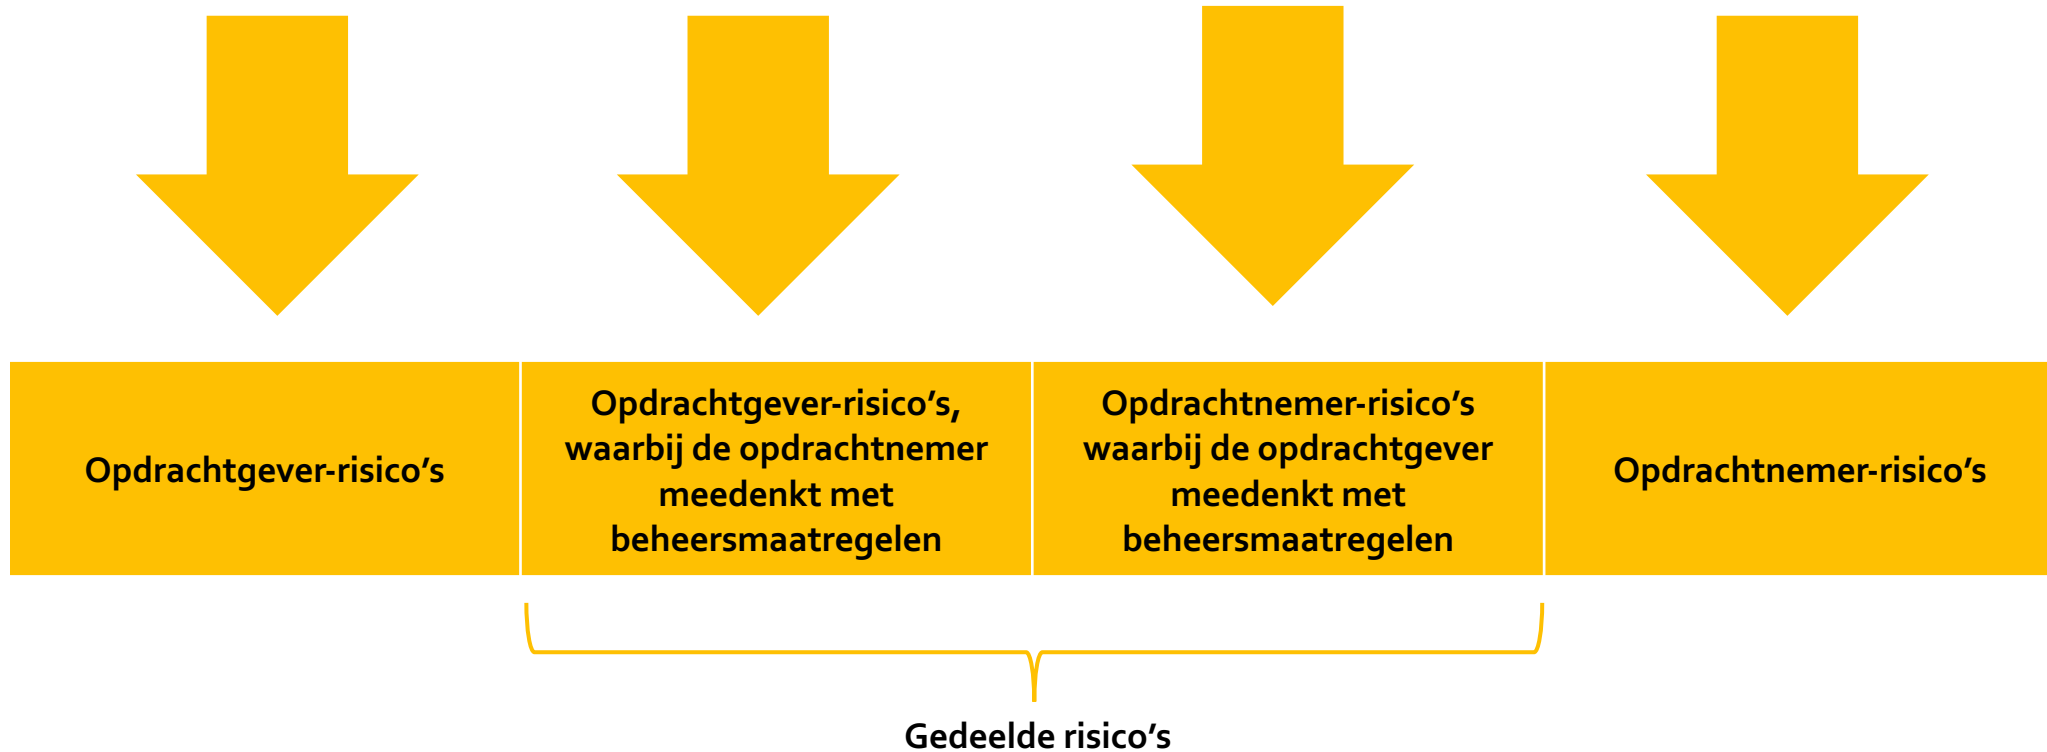 Opdrachtgever-risico’s
Opdrachtgever-risico’s,
waarbij de opdrachtnemer
meedenkt met
beheersmaatregelen
Opdrachtnemer-risico’s
waarbij de opdrachtgever
meedenkt met
beheersmaatregelen
Opdrachtnemer-risico’s
Gedeelde risico’s